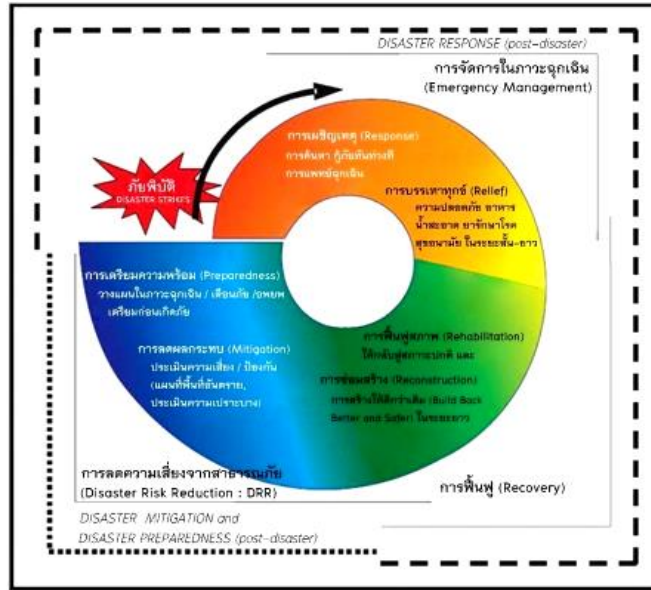 DISASTER RESPONSE (post-disaster)
การจัดการในภาวะฉุกเฉิน
(Emergency Management)
การเผชิญเหตุ (Response)
การค้นหา กู้ภัยทันท่วงที
การแพทย์ฉุกเฉิน
ภัยพิบัติ
DISASTER STRIKES
การบรรเทาทุกข์ (Relief)
ความปลอดภัย อาหาร
น้ำสะอาด ยารักษาโรค
สุขอนามัย ในระยะสั้น-ยาว
การเตรียมความพร้อม (Preparedness)
วางแผนในภาวะฉุกเฉิน / เตือนภัย /อพยพ
เตรียมก่อนเกิดภัย
การลดผลกระทบ (Mitigation)
ประเมินความเสี่ยง / ป้องกัน
(แผนที่พื้นที่อันตราย,
ประเมินความเปราะบาง)
การฟื้นฟูสภาพ (Rehabilitation)
ให้กลับสู่สภาวะปกติ และ
การซ่อมสร้าง (Reconstruction)
การสร้างให้ดีกว่าเดิม (Build Back
Better and Safer) ในระยะยาว
การลดความเสี่ยงจากสาธารณภัย
(Disaster Risk Reduction : DRR)
การฟื้นฟู (Recovery)
DISASTER MITIGATION and
DISASTER PREPAREDNESS (post-disaster)